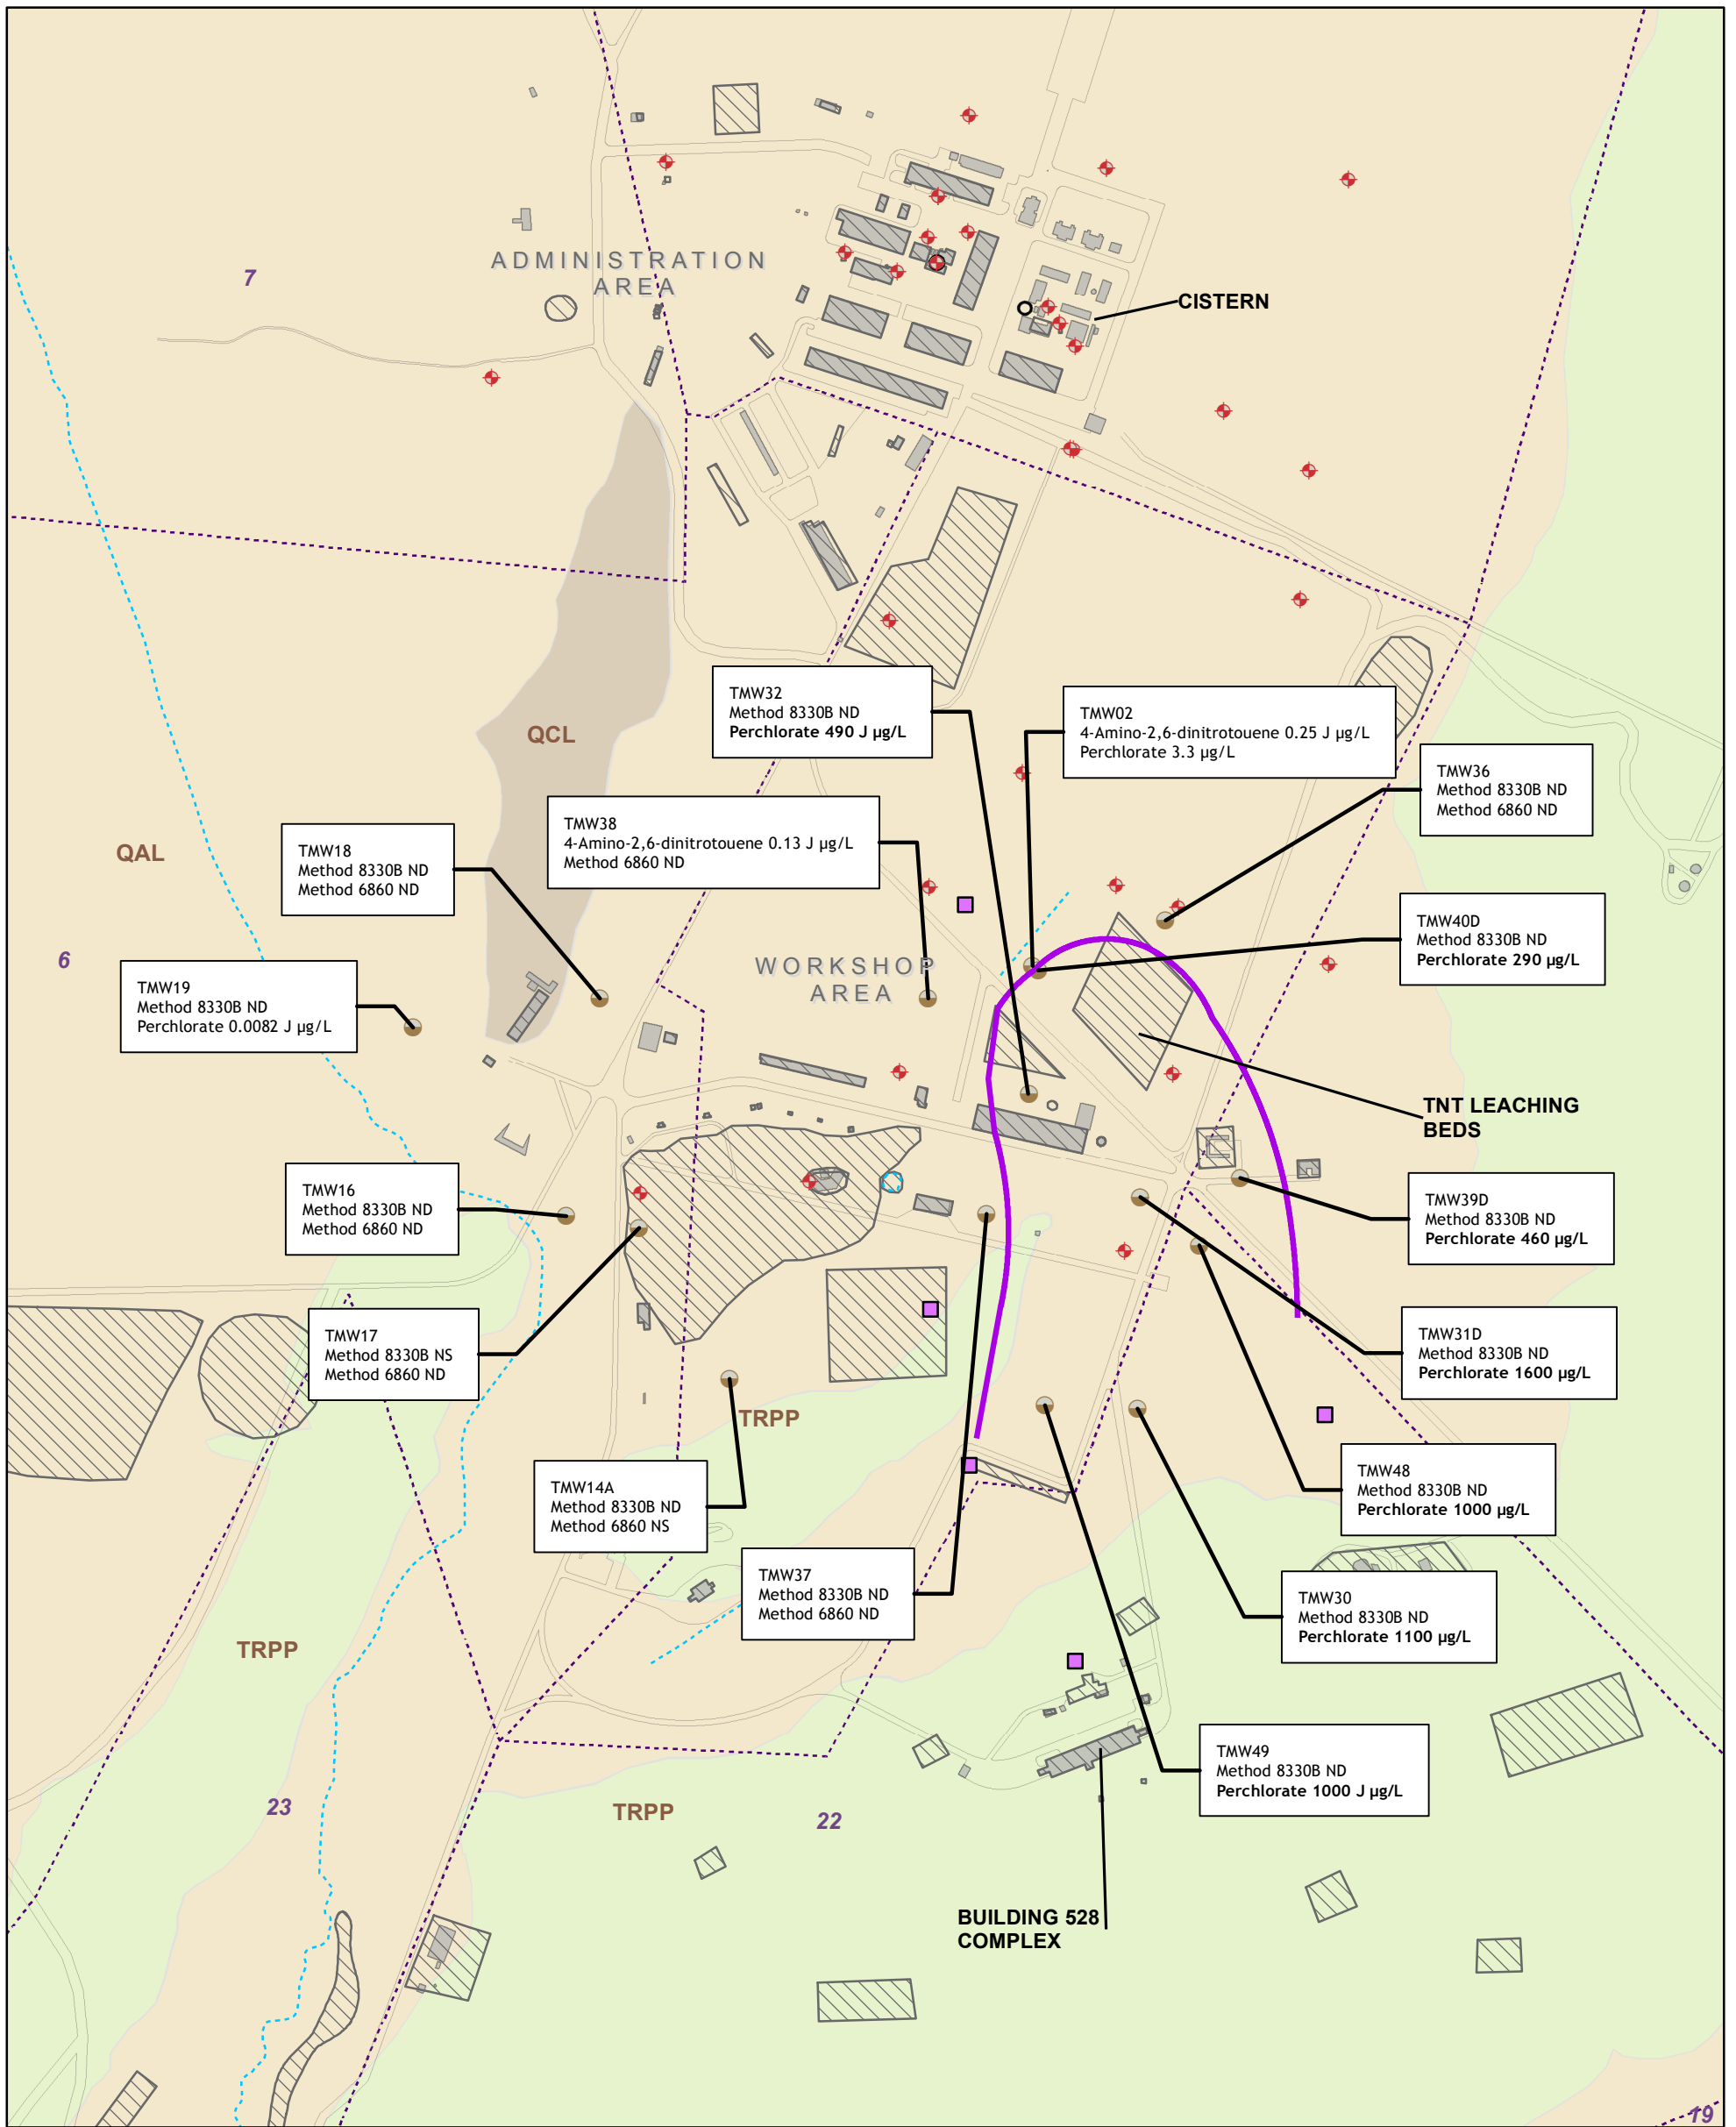 ADMINISTRATION
AREA
7
CISTERN
TMW32
Method 8330B ND
Perchlorate 490 J µg/L
TMW02
4-Amino-2,6-dinitrotouene 0.25 J µg/L
Perchlorate 3.3 µg/L
QCL
TMW36
Method 8330B ND
Method 6860 ND
TMW38
4-Amino-2,6-dinitrotouene 0.13 J µg/L
Method 6860 ND
TMW18
Method 8330B ND
Method 6860 ND
QAL
TMW40D
Method 8330B ND
Perchlorate 290 µg/L
6
WORKSHOP
AREA
TMW19
Method 8330B ND
Perchlorate 0.0082 J µg/L
TNT LEACHING
BEDS
TMW16
Method 8330B ND
Method 6860 ND
TMW39D
Method 8330B ND
Perchlorate 460 µg/L
TMW17
Method 8330B NS
Method 6860 ND
TMW31D
Method 8330B ND
Perchlorate 1600 µg/L
TRPP
TMW48
Method 8330B ND
Perchlorate 1000 µg/L
TMW14A
Method 8330B ND
Method 6860 NS
TMW37
Method 8330B ND
Method 6860 ND
TMW30
Method 8330B ND
Perchlorate 1100 µg/L
TRPP
TMW49
Method 8330B ND
Perchlorate 1000 J µg/L
23
TRPP
22
BUILDING 528
COMPLEX
19